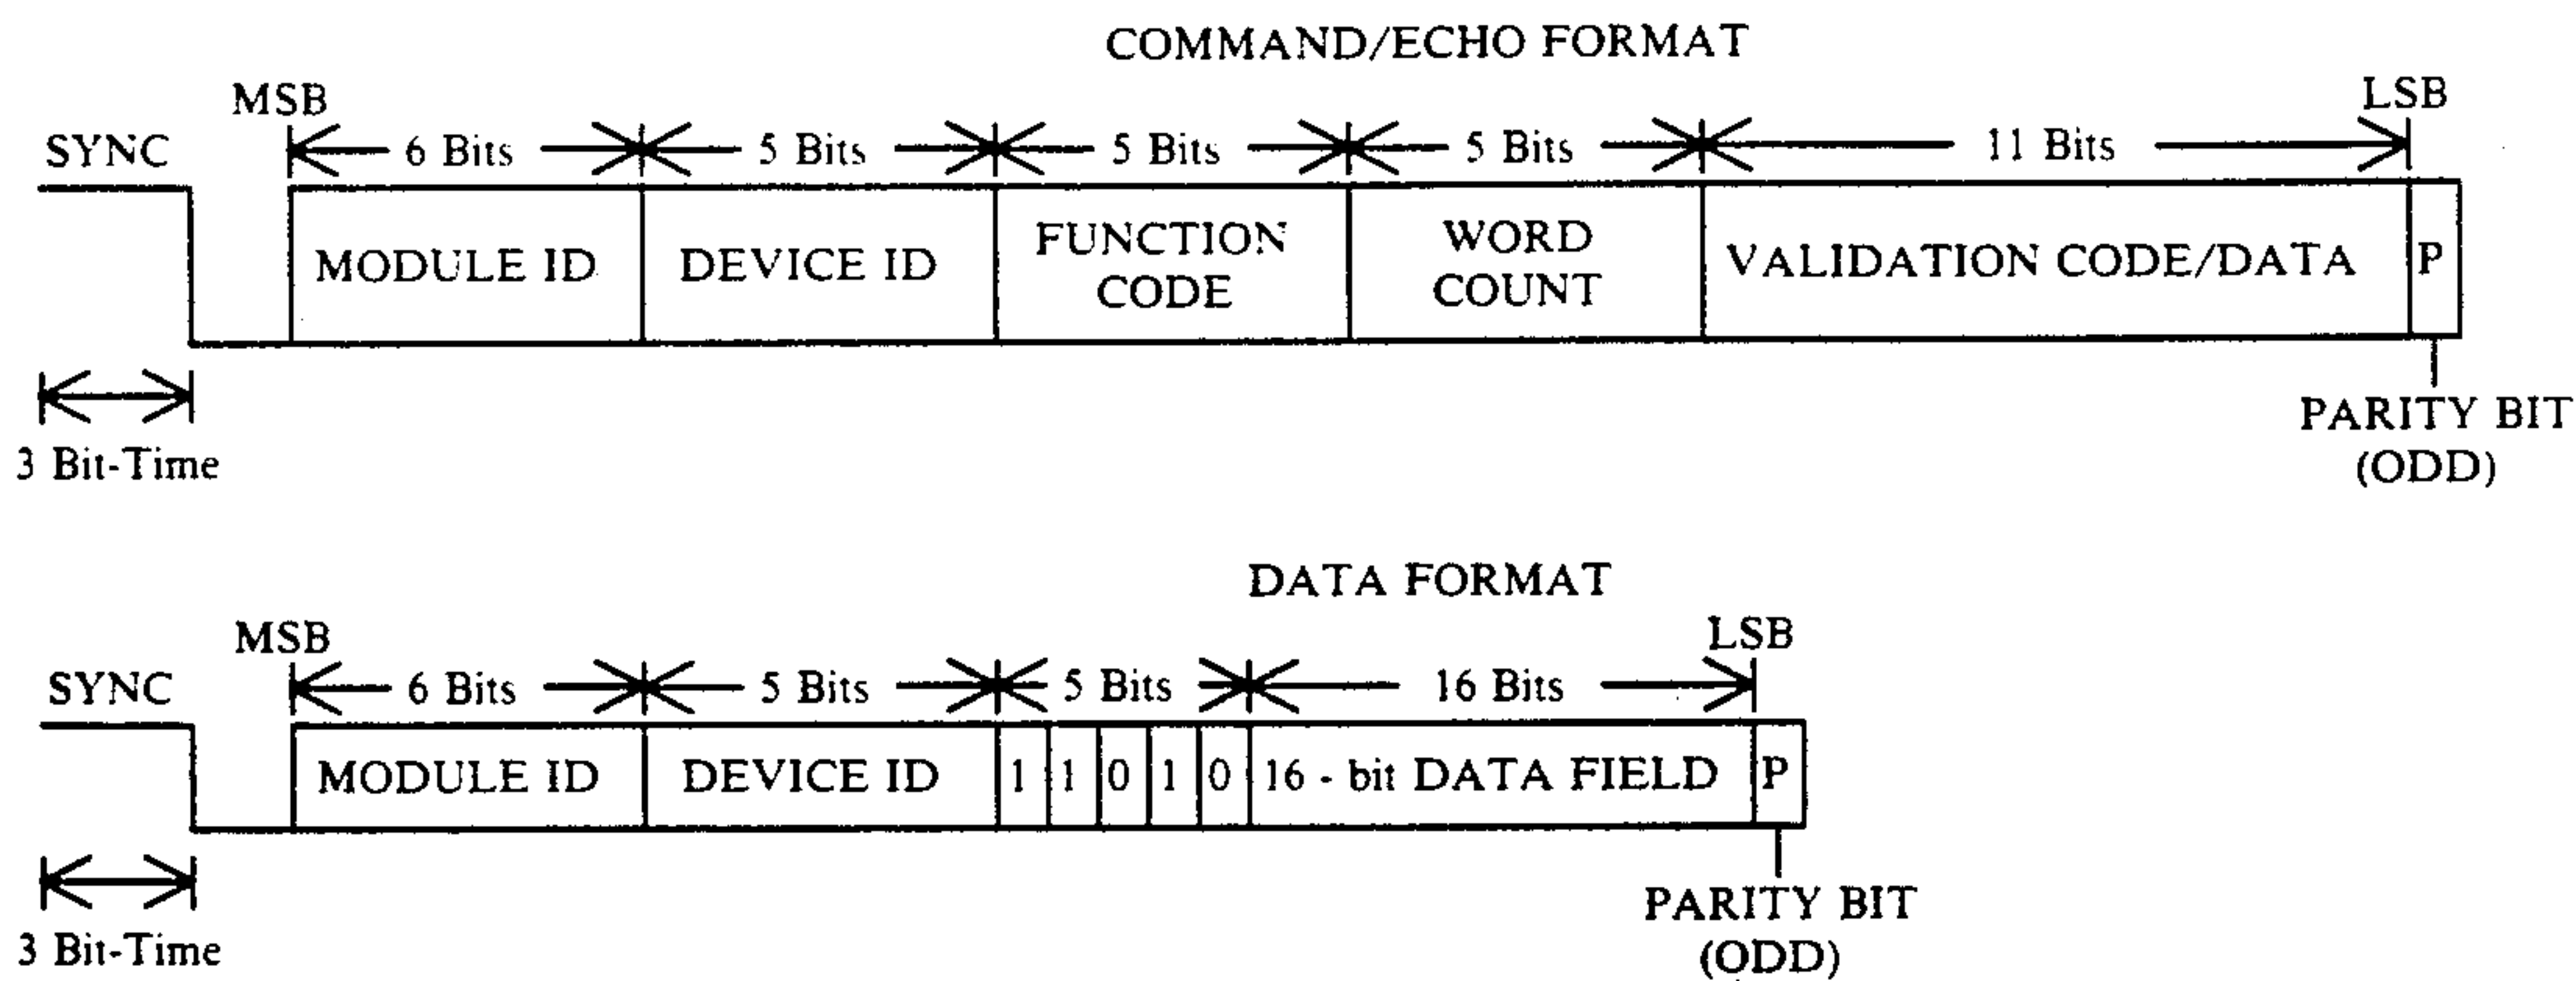 COMMAND/ECHO FORMAT
MSB
LSB
SYNC
6 Bits
5 Bits
5 Bits
5 Bits
11 Bits
MODULE ID
DEVICE ID
FUNCTION
CODE
WORD
COUNT
VALIDATION CODE/DATA
P
3 Bit-Time
PARITY BIT
(ODD)
DATA FORMAT
MSB
LSB
SYNC
6 Bits
5 Bits
5 Bits
16 Bits
MODULE ID
DEVICE ID
1 1 0 1 0
16 - bit DATA FIELD
P
3 Bit-Time
PARITY BIT
(ODD)